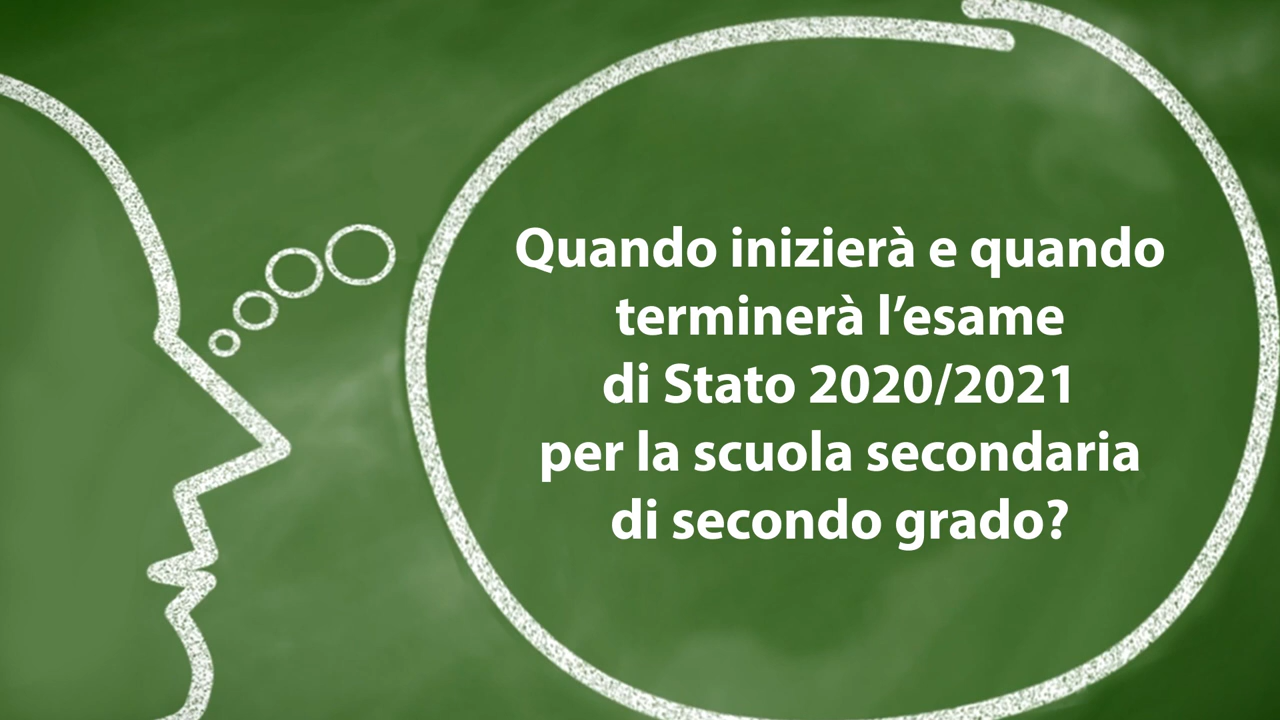 Quando inizierà e quando
terminerà l’esame
di Stato 2020/2021
per la scuola secondaria
di secondo grado?